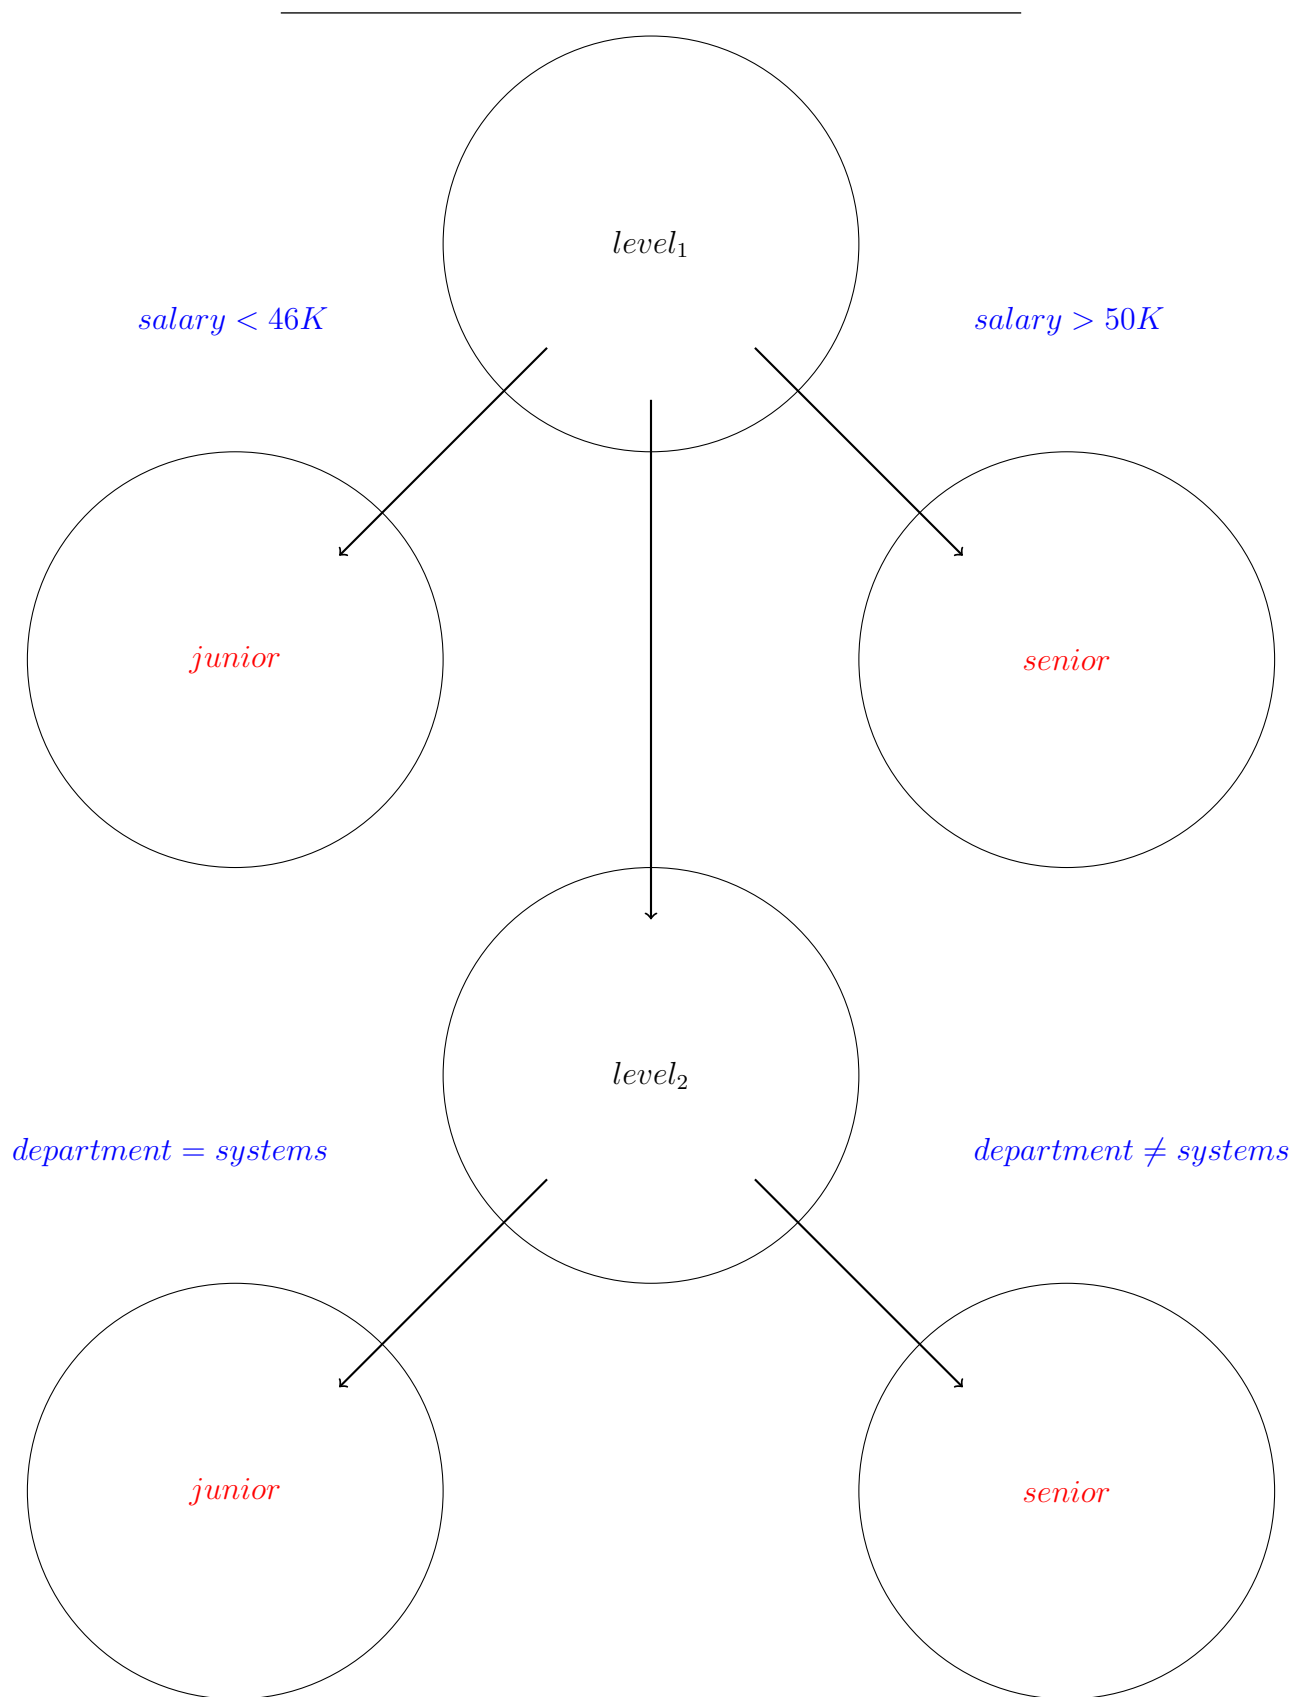 level₁
salary < 46K
salary > 50K
junior
senior
level₂
department = systems
department ≠ systems
junior
senior